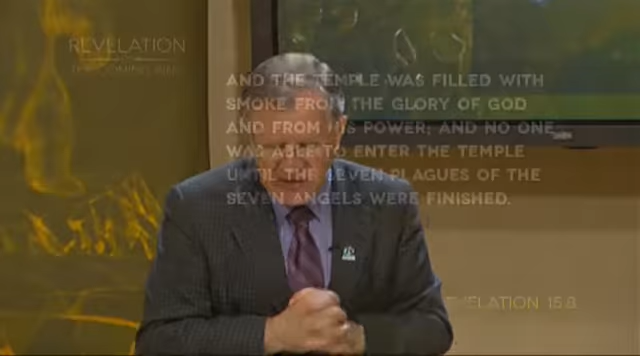 REVELATION
AND THE TEMPLE WAS FILLED WITH
SMOKE FROM THE GLORY OF GOD
AND FROM HIS POWER; AND NO ONE
WAS ABLE TO ENTER THE TEMPLE
UNTIL THE SEVEN PLAGUES OF THE
SEVEN ANGELS WERE FINISHED.
REVELATION 15:8